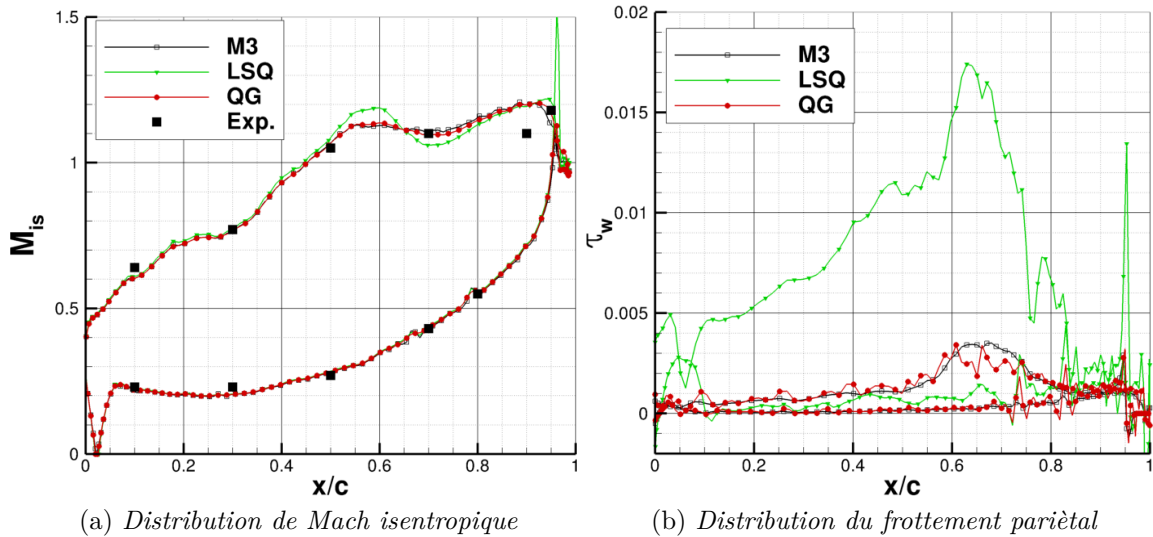 1.5
M3
LSQ
QG
Exp.
1
M_is
0.5
0
0
0.2
0.4
0.6
0.8
1
x/c
(a) Distribution de Mach isentropique
0.02
M3
LSQ
QG
0.015
0.01
τ_w
0.005
0
0
0.2
0.4
0.6
0.8
1
x/c
(b) Distribution du frottement pariètal